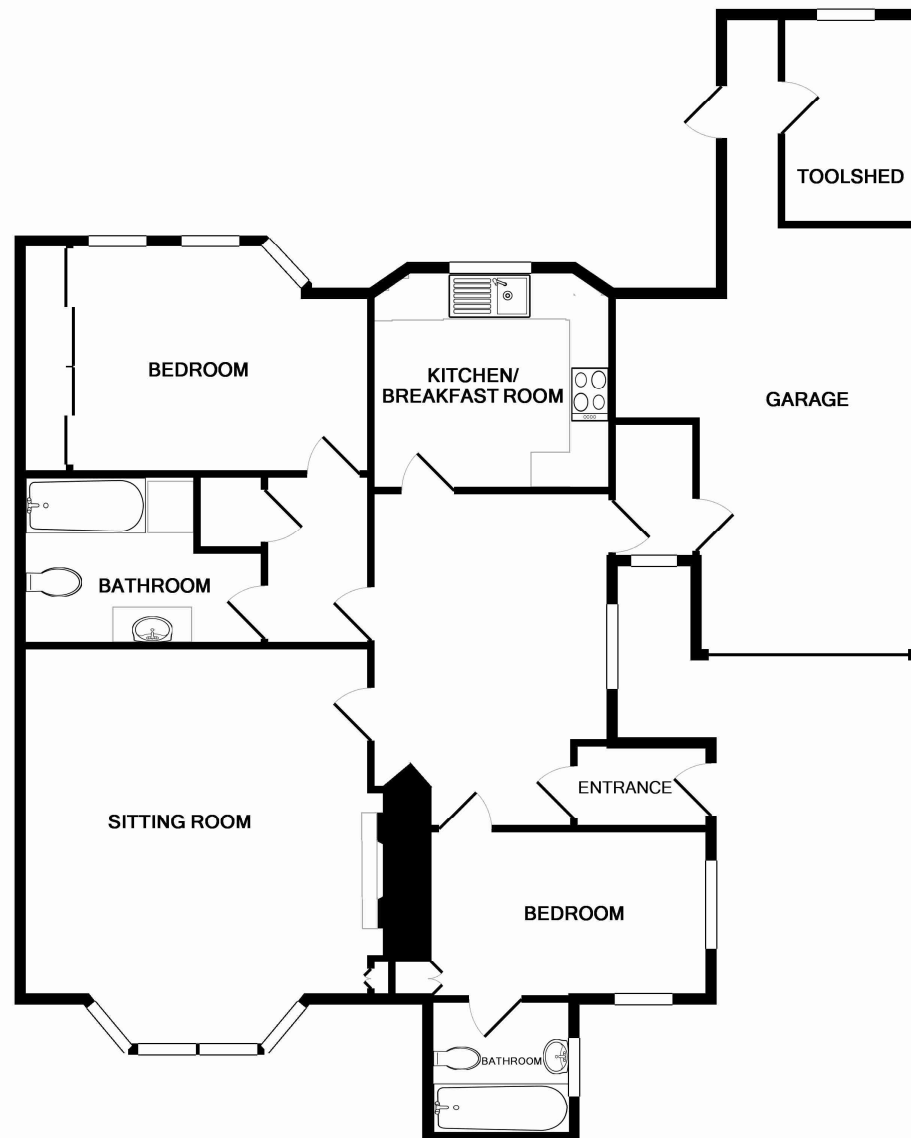 TOOLSHED
BEDROOM
KITCHEN/
BREAKFAST ROOM
GARAGE
BATHROOM
ENTRANCE
SITTING ROOM
BEDROOM
BATHROOM